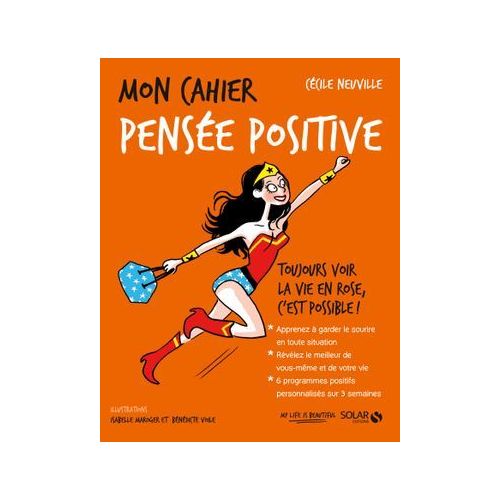 MON CAHIER
CÉCILE NEUVILLE
PENSÉE POSITIVE
TOUJOURS VOIR
LA VIE EN ROSE,
C'EST POSSIBLE !
* Apprenez à garder le sourire
en toute situation
* Révélez le meilleur de
vous-même et de votre vie
* 6 programmes positifs
personnalisés sur 3 semaines
ILLUSTRATIONS
ISABELLE MAROGER ET BÉNÉDICTE VOILE
MY LIFE IS BEAUTIFUL
SOLAR S
ÉDITIONS